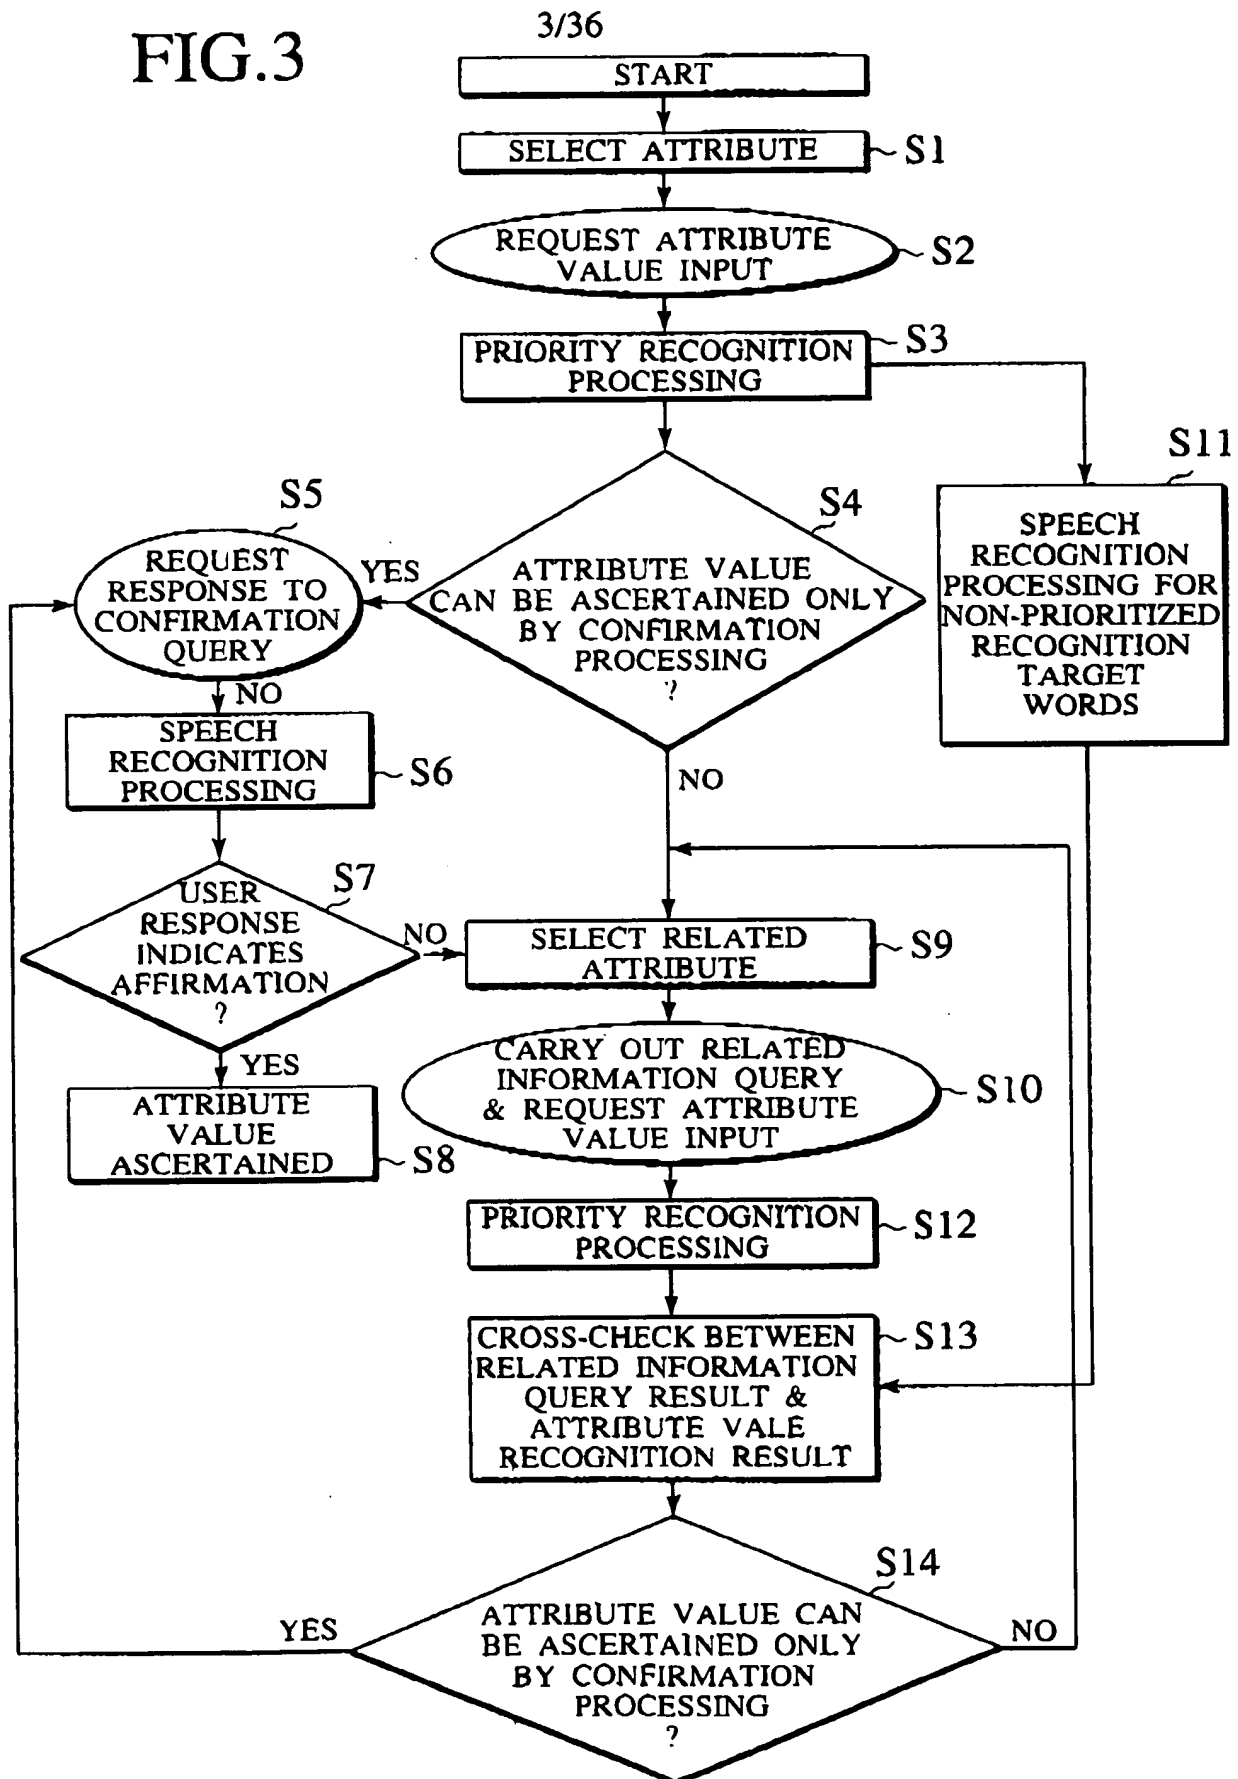 3/36
FIG.3
START
SELECT ATTRIBUTE
S1
REQUEST ATTRIBUTE
VALUE INPUT
S2
PRIORITY RECOGNITION
PROCESSING
S3
S4
ATTRIBUTE VALUE
CAN BE ASCERTAINED ONLY
BY CONFIRMATION
PROCESSING
?
YES
NO
S11
SPEECH
RECOGNITION
PROCESSING FOR
NON-PRIORITIZED
RECOGNITION
TARGET
WORDS
S5
REQUEST
RESPONSE TO
CONFIRMATION
QUERY
NO
SPEECH
RECOGNITION
PROCESSING
S6
S7
USER
RESPONSE
INDICATES
AFFIRMATION
?
NO
YES
ATTRIBUTE
VALUE
ASCERTAINED
S8
SELECT RELATED
ATTRIBUTE
S9
CARRY OUT RELATED
INFORMATION QUERY
& REQUEST ATTRIBUTE
VALUE INPUT
S10
PRIORITY RECOGNITION
PROCESSING
S12
CROSS-CHECK BETWEEN
RELATED INFORMATION
QUERY RESULT &
ATTRIBUTE VALE
RECOGNITION RESULT
S13
S14
ATTRIBUTE VALUE CAN
BE ASCERTAINED ONLY
BY CONFIRMATION
PROCESSING
?
YES
NO